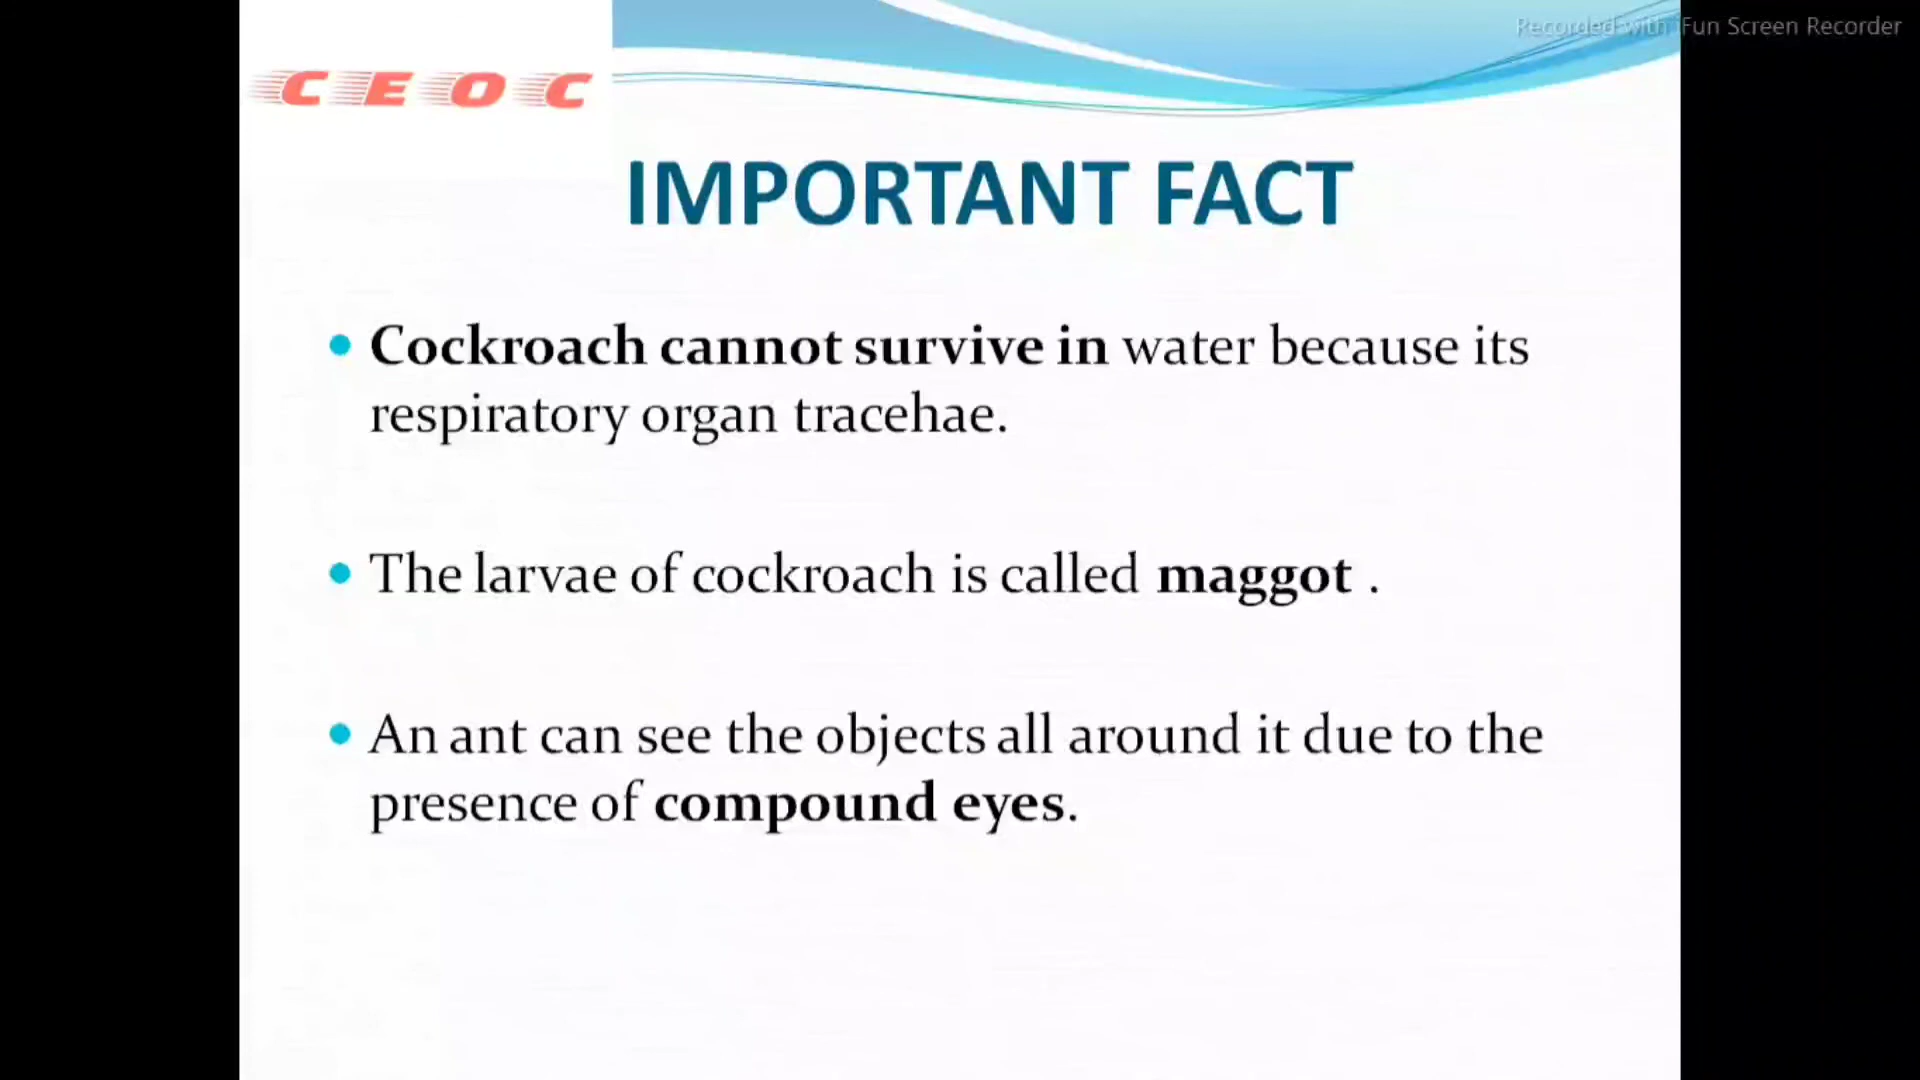 Recorded with Fun Screen Recorder
C E O C
IMPORTANT FACT
• Cockroach cannot survive in water because its
respiratory organ tracehae.
• The larvae of cockroach is called maggot .
• An ant can see the objects all around it due to the
presence of compound eyes.